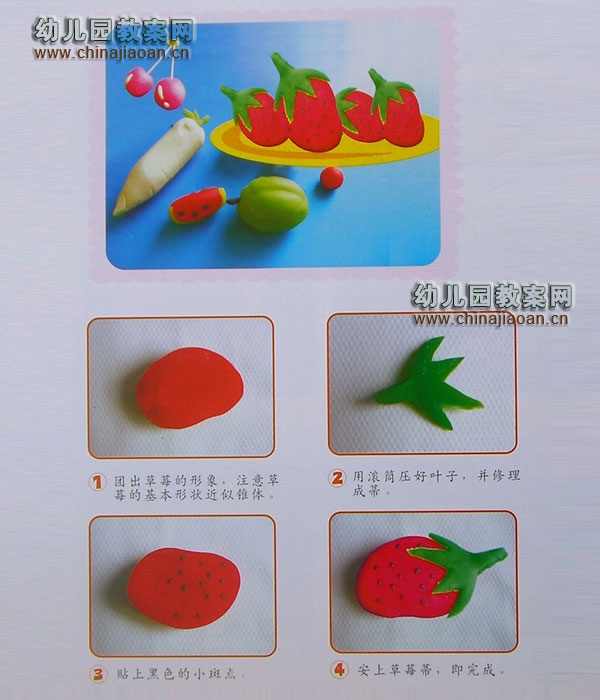 幼儿园教案网
www.chinajiaoan.cn
幼儿园教案网
www.chinajiaoan.cn
1 团出草莓的形象，注意草
莓的基本形状近似锥体。
2 用滚筒压好叶子，并修理
成蒂。
3 贴上黑色的小斑点。
4 安上草莓蒂，即完成。